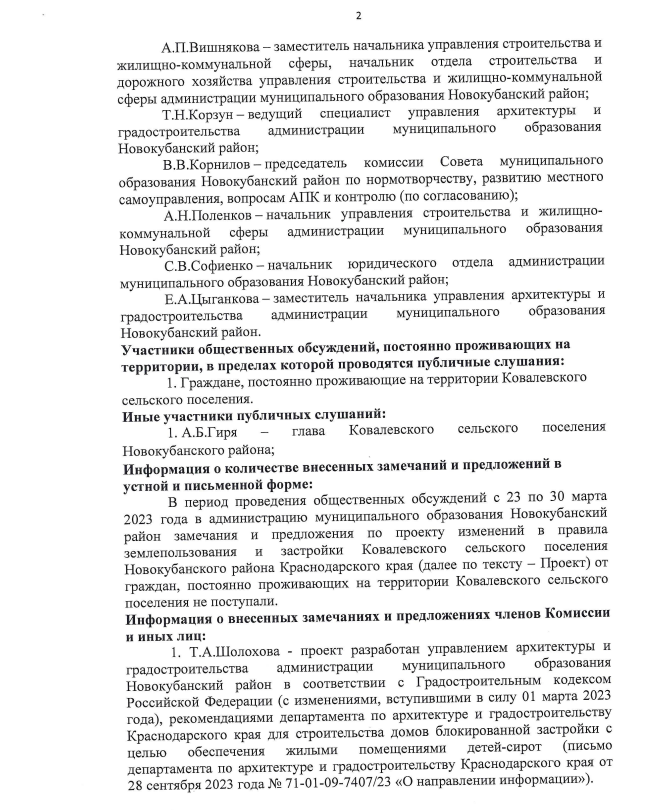 2
А.П.Вишнякова – заместитель начальника управления строительства и
жилищно-коммунальной сферы, начальник отдела строительства и
дорожного хозяйства управления строительства и жилищно-коммунальной
сферы администрации муниципального образования Новокубанский район;
Т.Н.Корзун – ведущий специалист управления архитектуры и
градостроительства администрации муниципального образования
Новокубанский район;
В.В.Корнилов – председатель комиссии Совета муниципального
образования Новокубанский район по нормотворчеству, развитию местного
самоуправления, вопросам АПК и контролю (по согласованию);
А.Н.Поленков – начальник управления строительства и жилищно-
коммунальной сферы администрации муниципального образования
Новокубанский район;
С.В.Софиенко – начальник юридического отдела администрации
муниципального образования Новокубанский район;
Е.А.Цыганкова – заместитель начальника управления архитектуры и
градостроительства администрации муниципального образования
Новокубанский район.
Участники общественных обсуждений, постоянно проживающих на
территории, в пределах которой проводятся публичные слушания:
1. Граждане, постоянно проживающие на территории Ковалевского
сельского поселения.
Иные участники публичных слушаний:
1. А.Б.Гиря – глава Ковалевского сельского поселения
Новокубанского района;
Информация о количестве внесенных замечаний и предложений в
устной и письменной форме:
В период проведения общественных обсуждений с 23 по 30 марта
2023 года в администрацию муниципального образования Новокубанский
район замечания и предложения по проекту изменений в правила
землепользования и застройки Ковалевского сельского поселения
Новокубанского района Краснодарского края (далее по тексту – Проект) от
граждан, постоянно проживающих на территории Ковалевского сельского
поселения не поступали.
Информация о внесенных замечаниях и предложениях членов Комиссии
и иных лиц:
1. Т.А.Шолохова - проект разработан управлением архитектуры и
градостроительства администрации муниципального образования
Новокубанский район в соответствии с Градостроительным кодексом
Российской Федерации (с изменениями, вступившими в силу 01 марта 2023
года), рекомендациями департамента по архитектуре и градостроительству
Краснодарского края для строительства домов блокированной застройки с
целью обеспечения жилыми помещениями детей-сирот (письмо
департамента по архитектуре и градостроительству Краснодарского края от
28 сентября 2023 года № 71-01-09-7407/23 «О направлении информации»).